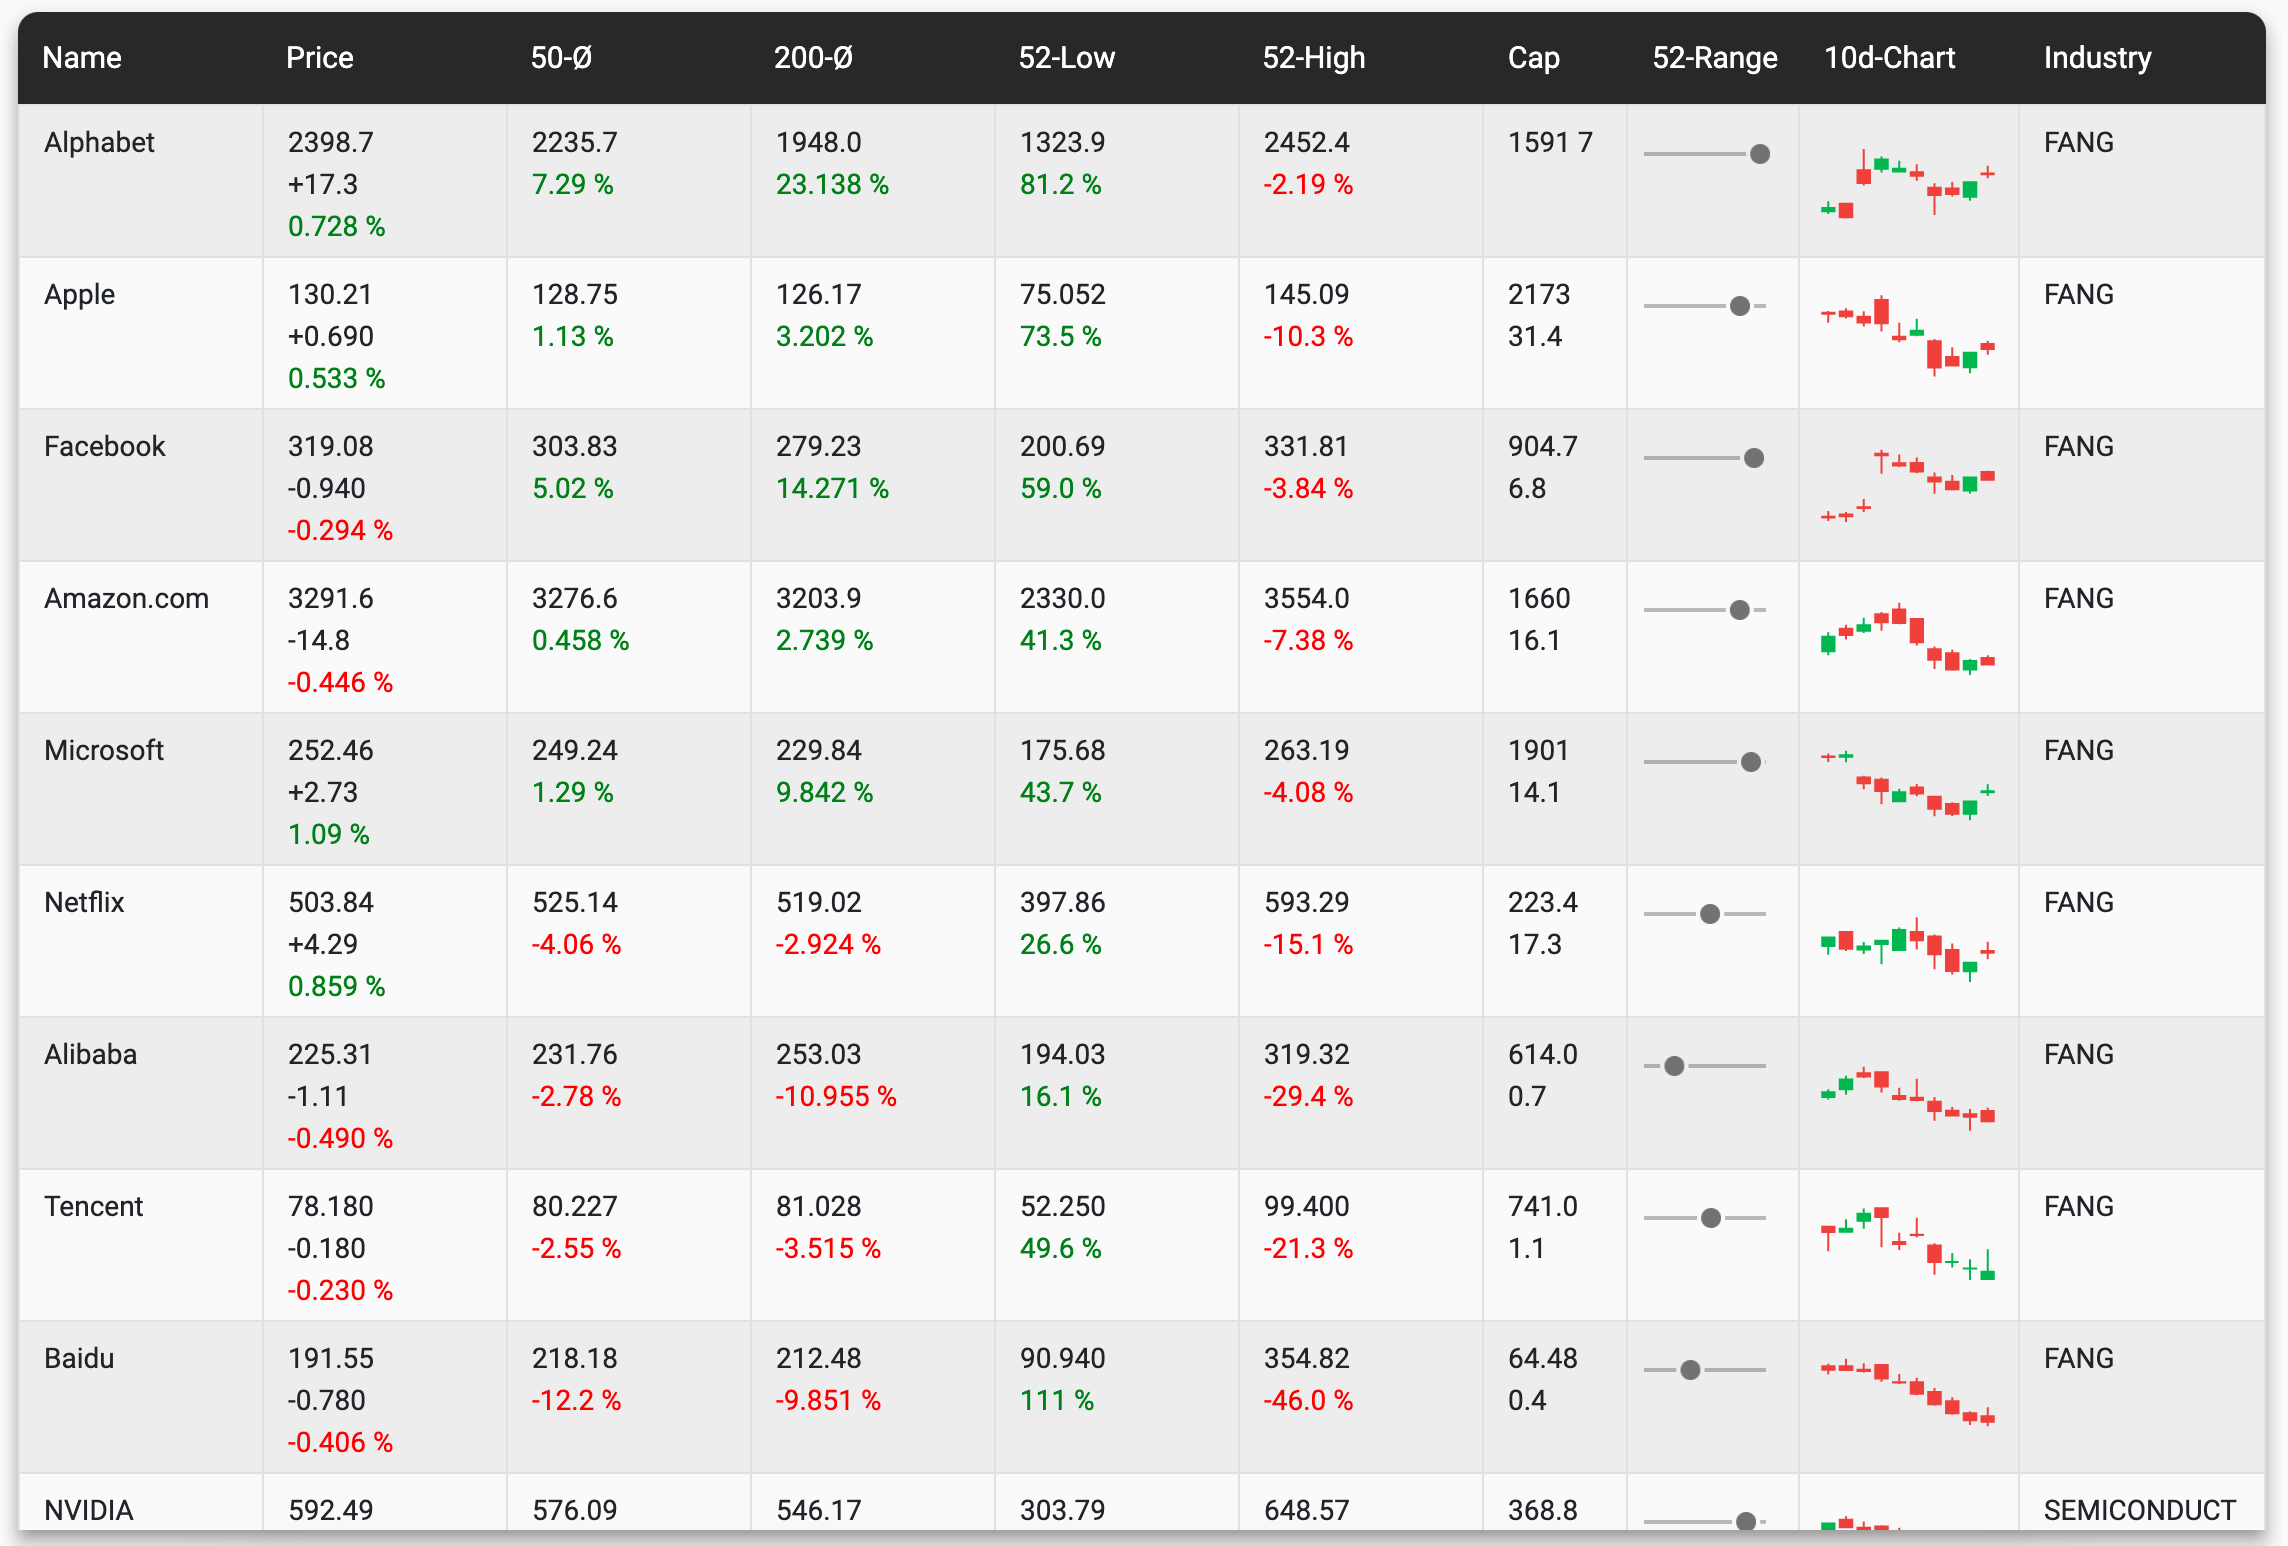 Name Price 50-Ø 200-Ø 52-Low 52-High Cap 52-Range 10d-Chart Industry
Alphabet 2398.7 2235.7 1948.0 1323.9 2452.4 1591 7 FANG
+17.3 7.29 % 23.138 % 81.2 % -2.19 %
0.728 %
Apple 130.21 128.75 126.17 75.052 145.09 2173 FANG
+0.690 1.13 % 3.202 % 73.5 % -10.3 % 31.4
0.533 %
Facebook 319.08 303.83 279.23 200.69 331.81 904.7 FANG
-0.940 5.02 % 14.271 % 59.0 % -3.84 % 6.8
-0.294 %
Amazon.com 3291.6 3276.6 3203.9 2330.0 3554.0 1660 FANG
-14.8 0.458 % 2.739 % 41.3 % -7.38 % 16.1
-0.446 %
Microsoft 252.46 249.24 229.84 175.68 263.19 1901 FANG
+2.73 1.29 % 9.842 % 43.7 % -4.08 % 14.1
1.09 %
Netflix 503.84 525.14 519.02 397.86 593.29 223.4 FANG
+4.29 -4.06 % -2.924 % 26.6 % -15.1 % 17.3
0.859 %
Alibaba 225.31 231.76 253.03 194.03 319.32 614.0 FANG
-1.11 -2.78 % -10.955 % 16.1 % -29.4 % 0.7
-0.490 %
Tencent 78.180 80.227 81.028 52.250 99.400 741.0 FANG
-0.180 -2.55 % -3.515 % 49.6 % -21.3 % 1.1
-0.230 %
Baidu 191.55 218.18 212.48 90.940 354.82 64.48 FANG
-0.780 -12.2 % -9.851 % 111 % -46.0 % 0.4
-0.406 %
NVIDIA 592.49 576.09 546.17 303.79 648.57 368.8 SEMICONDUCT